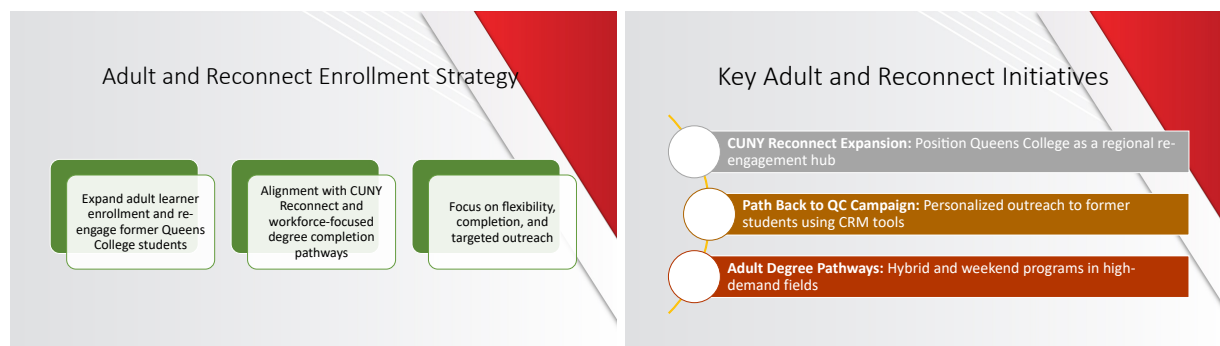 Adult and Reconnect Enrollment Strategy
Expand adult learner
enrollment and re-
engage former Queens
College students
Alignment with CUNY
Reconnect and
workforce-focused
degree completion
pathways
Focus on flexibility,
completion, and
targeted outreach
Key Adult and Reconnect Initiatives
CUNY Reconnect Expansion: Position Queens College as a regional re-
engagement hub
Path Back to QC Campaign: Personalized outreach to former
students using CRM tools
Adult Degree Pathways: Hybrid and weekend programs in high-
demand fields